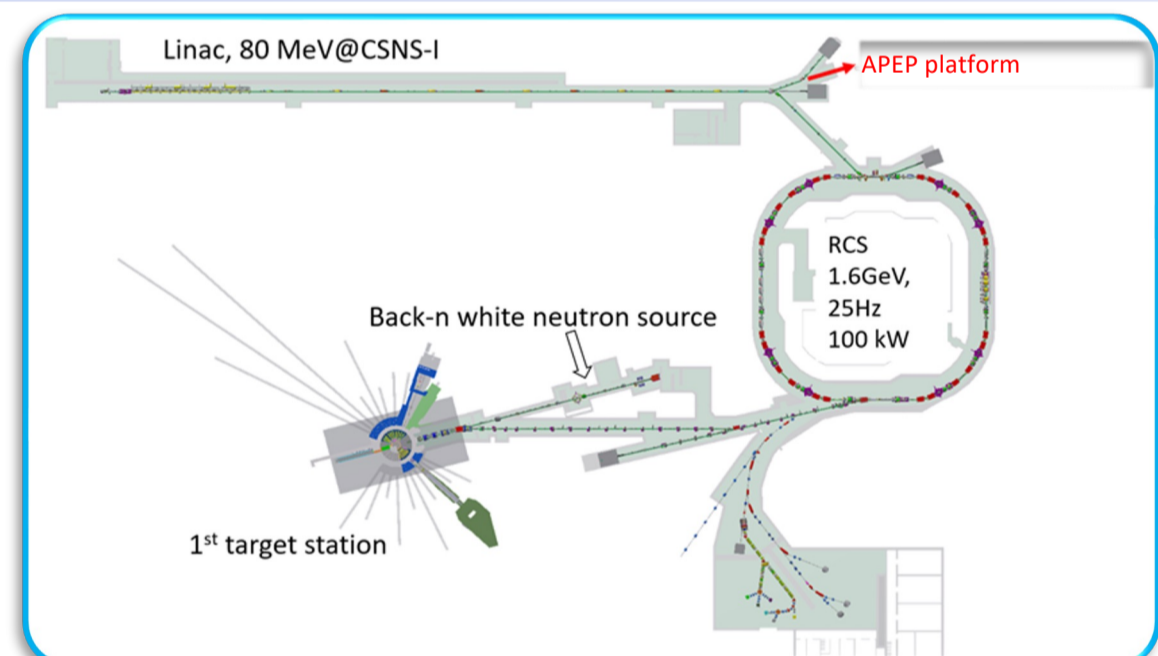 Linac, 80 MeV@CSNS-I
APEP platform
RCS
1.6GeV,
25Hz
100 kW
Back-n white neutron source
1st target station